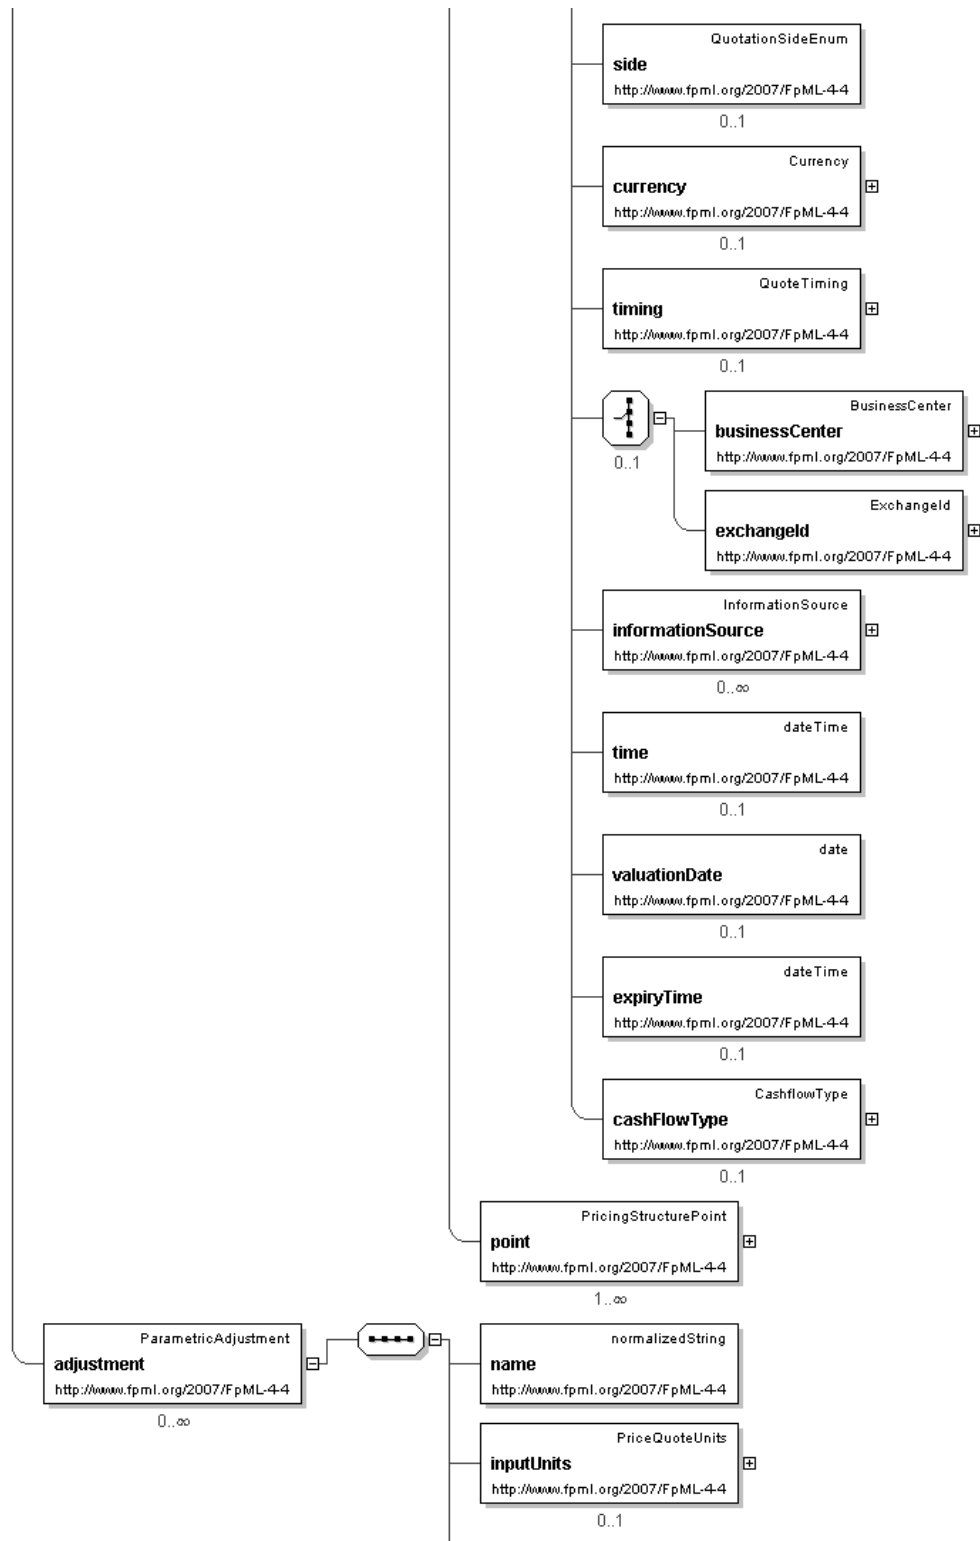 QuotationSideEnum
side
http://www.fpml.org/2007/FpML-4-4
0..1
Currency
currency
http://www.fpml.org/2007/FpML-4-4
0..1
QuoteTiming
timing
http://www.fpml.org/2007/FpML-4-4
0..1
BusinessCenter
businessCenter
http://www.fpml.org/2007/FpML-4-4
0..1
ExchangeId
exchangeId
http://www.fpml.org/2007/FpML-4-4
InformationSource
informationSource
http://www.fpml.org/2007/FpML-4-4
0..∞
dateTime
time
http://www.fpml.org/2007/FpML-4-4
0..1
date
valuationDate
http://www.fpml.org/2007/FpML-4-4
0..1
dateTime
expiryTime
http://www.fpml.org/2007/FpML-4-4
0..1
CashflowType
cashFlowType
http://www.fpml.org/2007/FpML-4-4
0..1
PricingStructurePoint
point
http://www.fpml.org/2007/FpML-4-4
1..∞
ParametricAdjustment
adjustment
http://www.fpml.org/2007/FpML-4-4
0..∞
normalizedString
name
http://www.fpml.org/2007/FpML-4-4
PriceQuoteUnits
inputUnits
http://www.fpml.org/2007/FpML-4-4
0..1